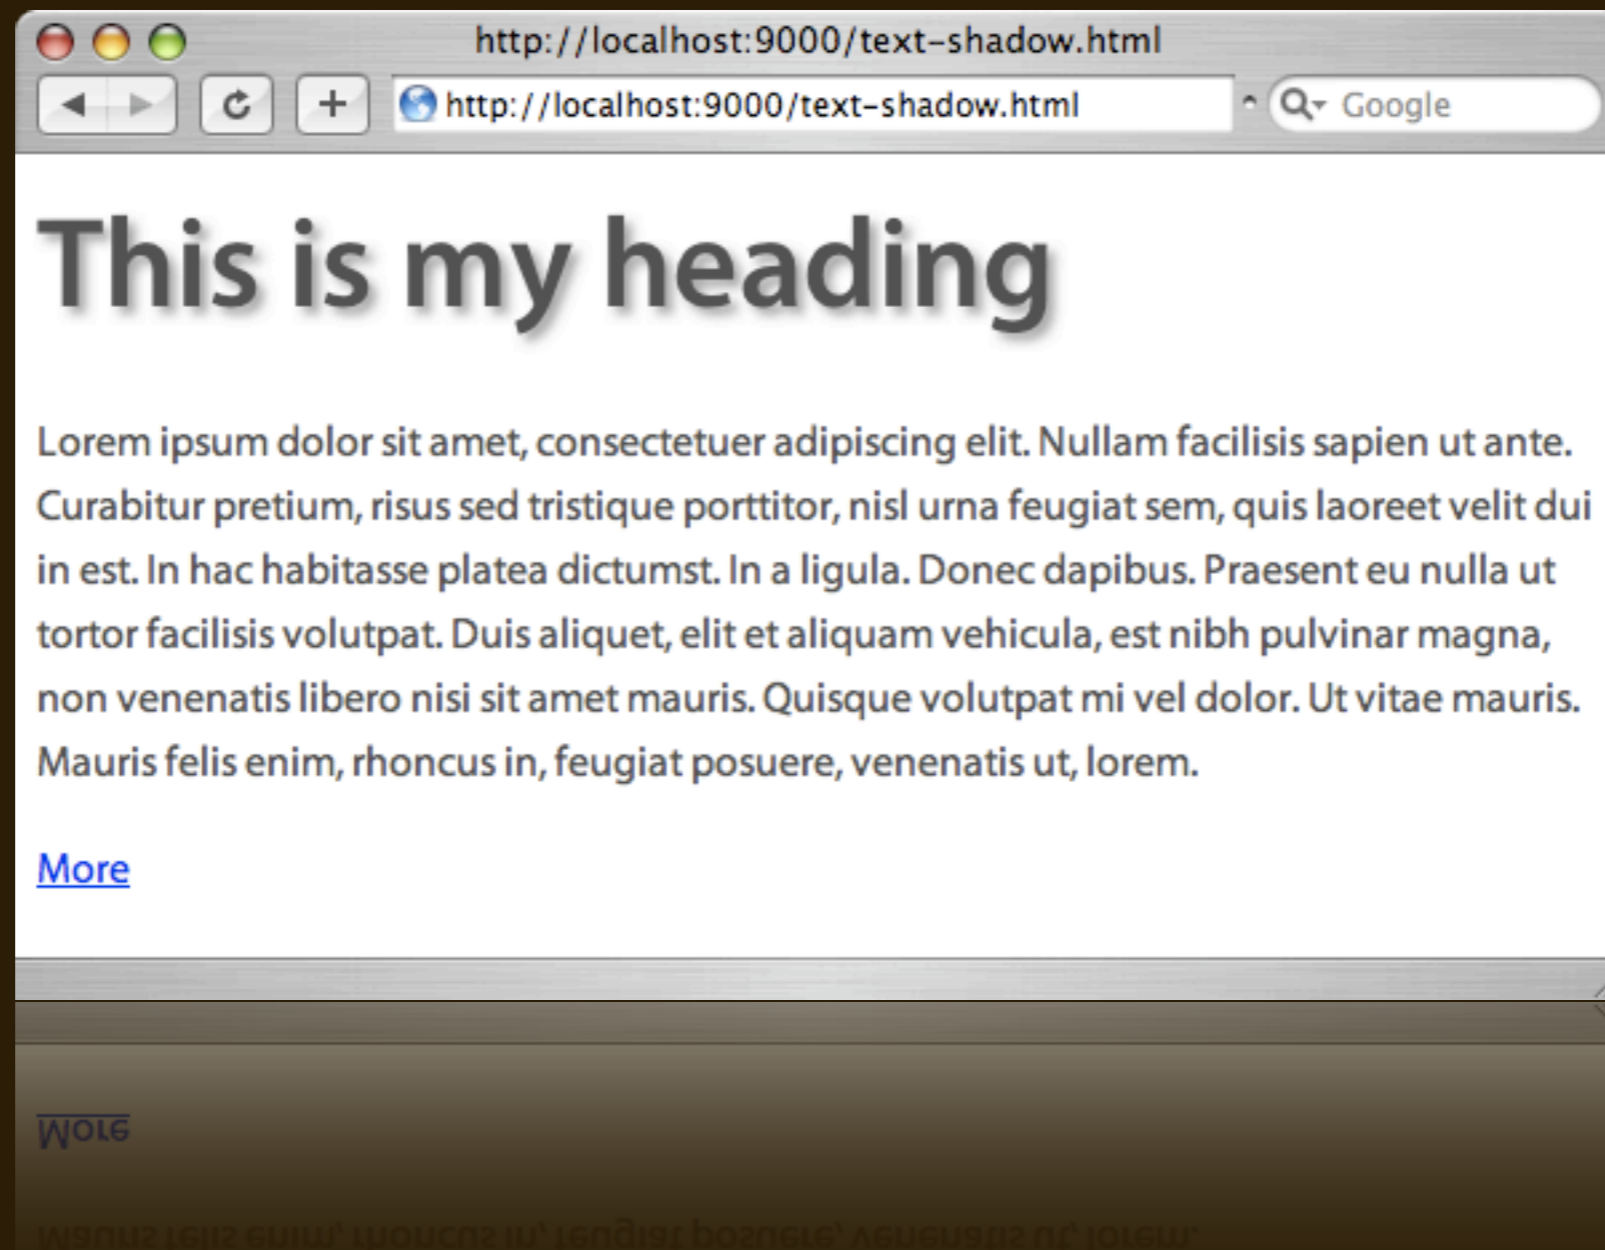 http://localhost:9000/text-shadow.html
http://localhost:9000/text-shadow.html Google
This is my heading
Lorem ipsum dolor sit amet, consectetuer adipiscing elit. Nullam facilisis sapien ut ante.
Curabitur pretium, risus sed tristique porttitor, nisl urna feugiat sem, quis laoreet velit dui
in est. In hac habitasse platea dictumst. In a ligula. Donec dapibus. Praesent eu nulla ut
tortor facilisis volutpat. Duis aliquet, elit et aliquam vehicula, est nibh pulvinar magna,
non venenatis libero nisi sit amet mauris. Quisque volutpat mi vel dolor. Ut vitae mauris.
Mauris felis enim, rhoncus in, feugiat posuere, venenatis ut, lorem.
More